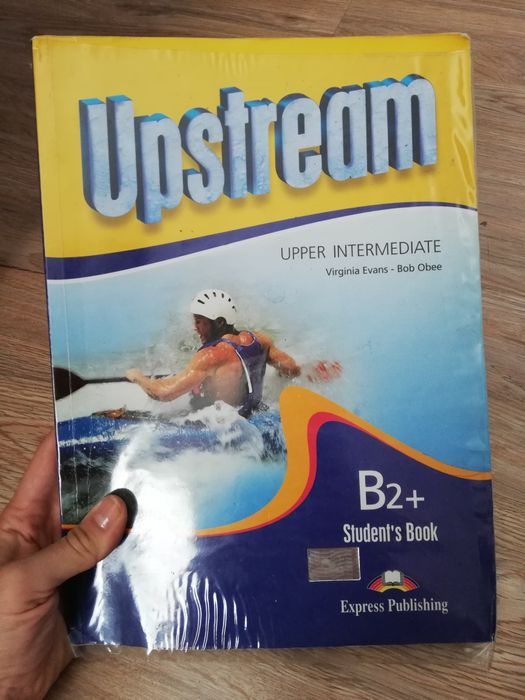 Upstream
UPPER INTERMEDIATE
Virginia Evans - Bob Obee
B2+
Student's Book
Express Publishing